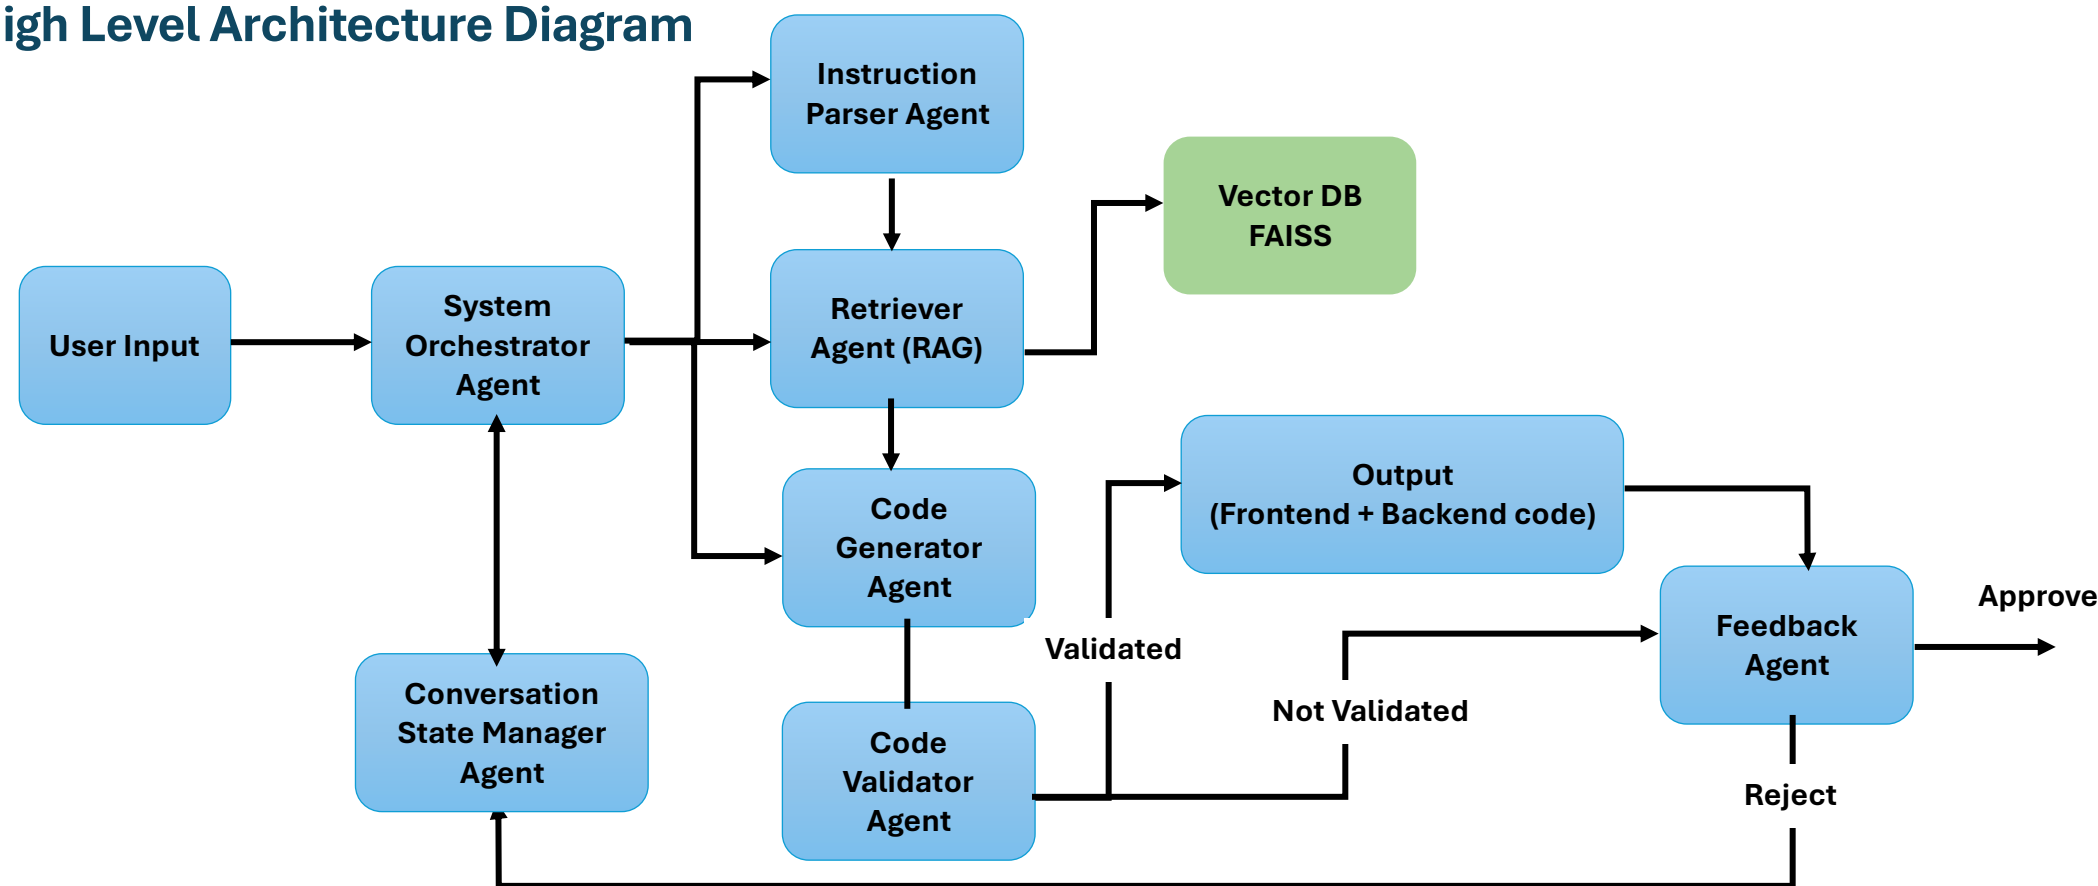 igh Level Architecture Diagram
Instruction
Parser Agent
Vector DB
FAISS
User Input
System
Orchestrator
Agent
Retriever
Agent (RAG)
Output
(Frontend + Backend code)
Code
Generator
Agent
Approve
Feedback
Agent
Validated
Not Validated
Conversation
State Manager
Agent
Code
Validator
Agent
Reject